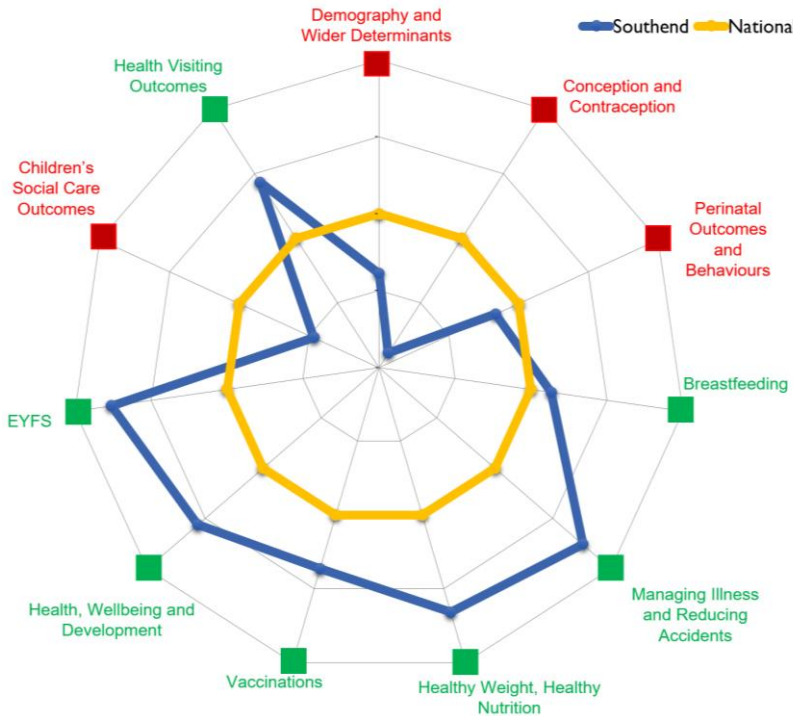 Demography and
Wider Determinants
Southend
National
Conception and
Contraception
Perinatal
Outcomes
and
Behaviours
Breastfeeding
Managing Illness
and Reducing
Accidents
Healthy Weight, Healthy
Nutrition
Vaccinations
Health, Wellbeing and
Development
EYFS
Children's
Social Care
Outcomes
Health Visiting
Outcomes